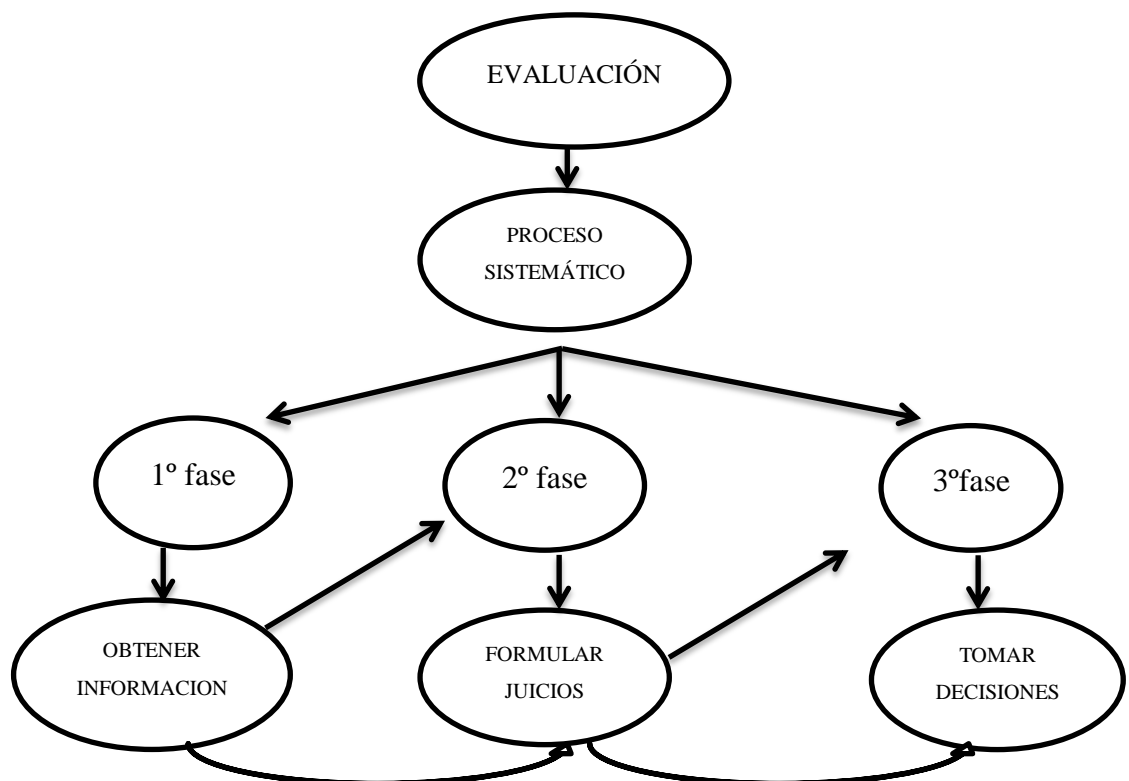 EVALUACIÓN
PROCESO
SISTEMÁTICO
1º fase
2º fase
3ºfase
OBTENER
INFORMACION
FORMULAR
JUICIOS
TOMAR
DECISIONES